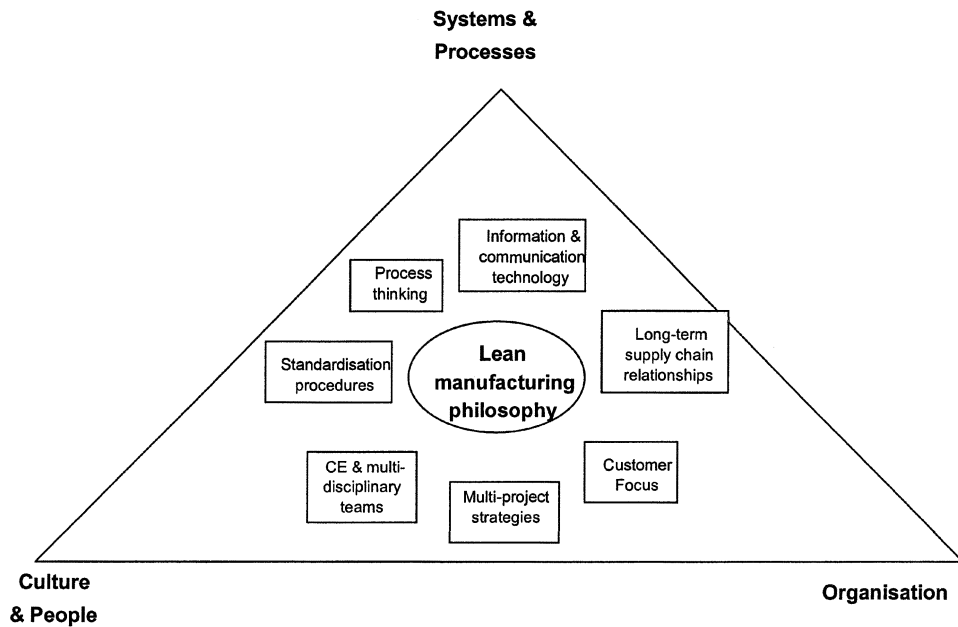 Systems &
Processes
Information &
communication
technology
Process
thinking
Long-term
supply chain
relationships
Standardisation
procedures
Lean
manufacturing
philosophy
CE & multi-
disciplinary
teams
Customer
Focus
Multi-project
strategies
Culture
& People
Organisation